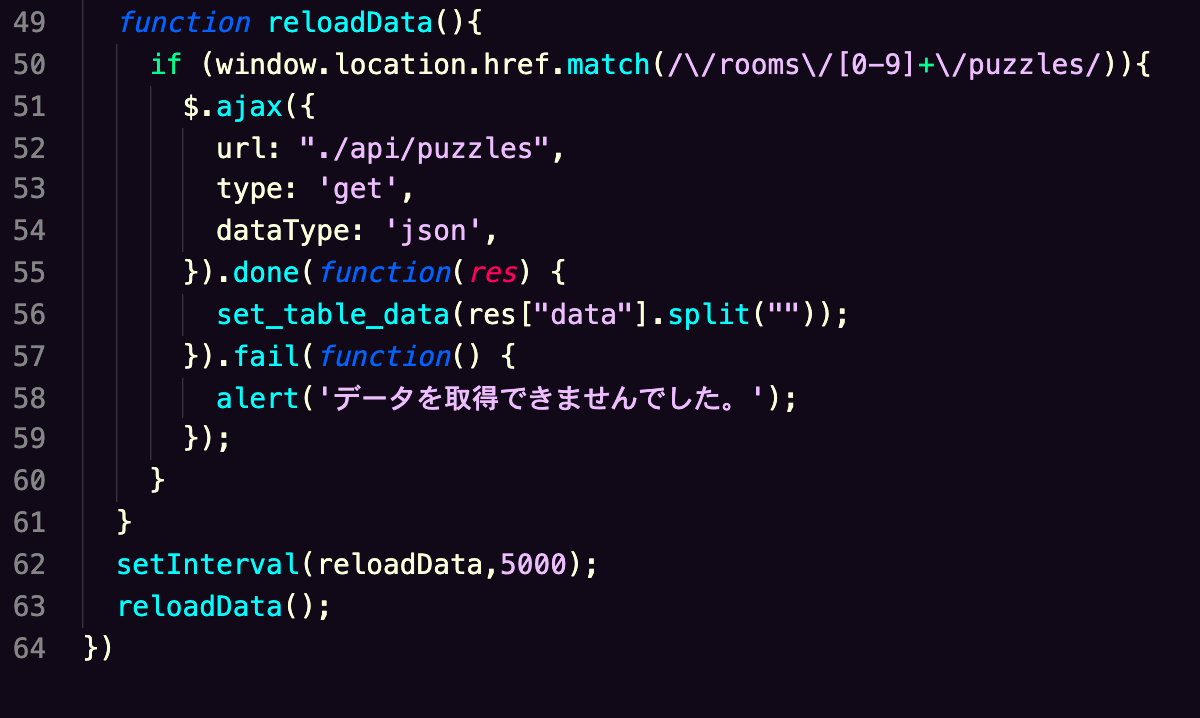 49 function reloadData(){
50 if (window.location.href.match(/\/rooms\/[0-9]+\/puzzles/)){
51 $.ajax({
52 url: "./api/puzzles",
53 type: 'get',
54 dataType: 'json',
55 }).done(function(res) {
56 set_table_data(res["data"].split(""));
57 }).fail(function() {
58 alert('データを取得できませんでした。');
59 });
60 }
61 }
62 setInterval(reloadData,5000);
63 reloadData();
64 })